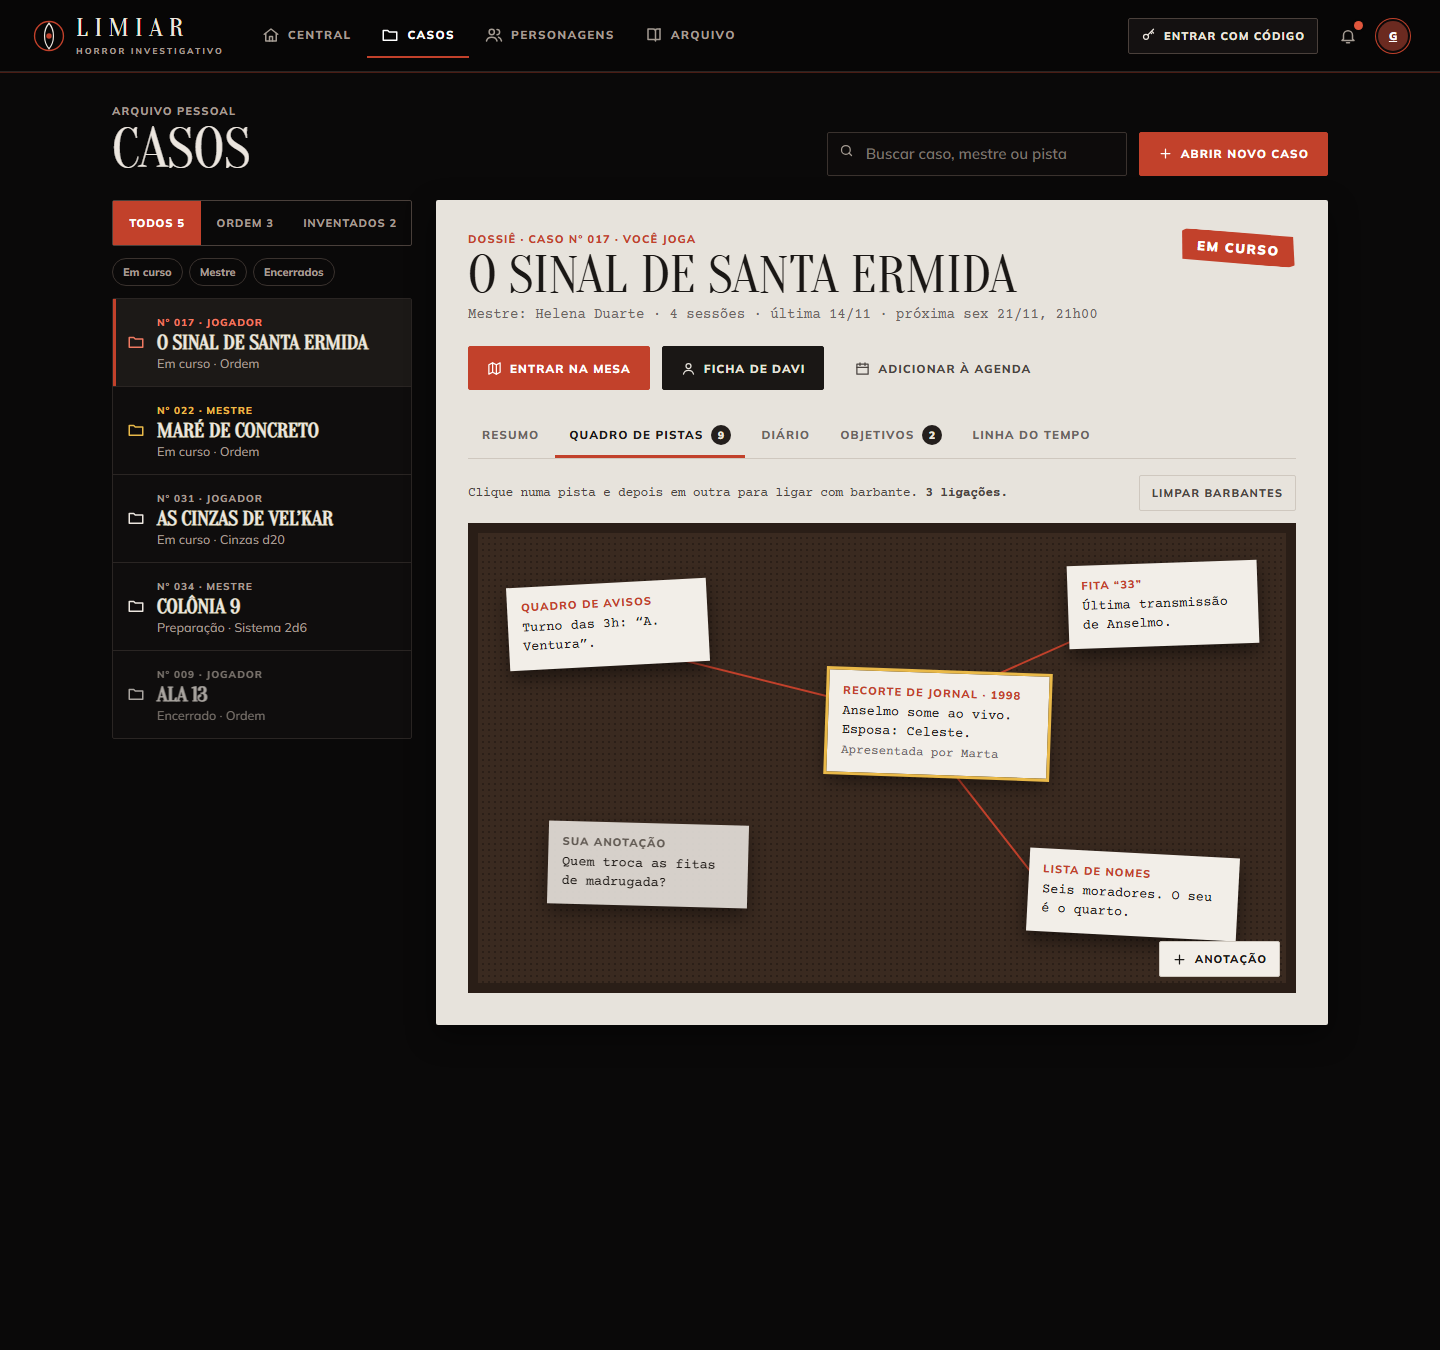 LIMIAR
HORROR INVESTIGATIVO
CENTRAL
CASOS
PERSONAGENS
ARQUIVO
ENTRAR COM CÓDIGO
G
ARQUIVO PESSOAL
CASOS
Buscar caso, mestre ou pista
ABRIR NOVO CASO
TODOS 5
ORDEM 3
INVENTADOS 2
Em curso
Mestre
Encerrados
Nº 017 · JOGADOR
O SINAL DE SANTA ERMIDA
Em curso · Ordem
Nº 022 · MESTRE
MARÉ DE CONCRETO
Em curso · Ordem
Nº 031 · JOGADOR
AS CINZAS DE VEL’KAR
Em curso · Cinzas d20
Nº 034 · MESTRE
COLÔNIA 9
Preparação · Sistema 2d6
Nº 009 · JOGADOR
ALA 13
Encerrado · Ordem
DOSSIÊ · CASO Nº 017 · VOCÊ JOGA
O SINAL DE SANTA ERMIDA
EM CURSO
Mestre: Helena Duarte · 4 sessões · última 14/11 · próxima sex 21/11, 21h00
ENTRAR NA MESA
FICHA DE DAVI
ADICIONAR À AGENDA
RESUMO
QUADRO DE PISTAS 9
DIÁRIO
OBJETIVOS 2
LINHA DO TEMPO
Clique numa pista e depois em outra para ligar com barbante. 3 ligações.
LIMPAR BARBANTES
QUADRO DE AVISOS
Turno das 3h: “A.
Ventura”.
FITA “33”
Última transmissão
de Anselmo.
RECORTE DE JORNAL · 1998
Anselmo some ao vivo.
Esposa: Celeste.
Apresentada por Marta
SUA ANOTAÇÃO
Quem troca as fitas
de madrugada?
LISTA DE NOMES
Seis moradores. O seu
é o quarto.
ANOTAÇÃO